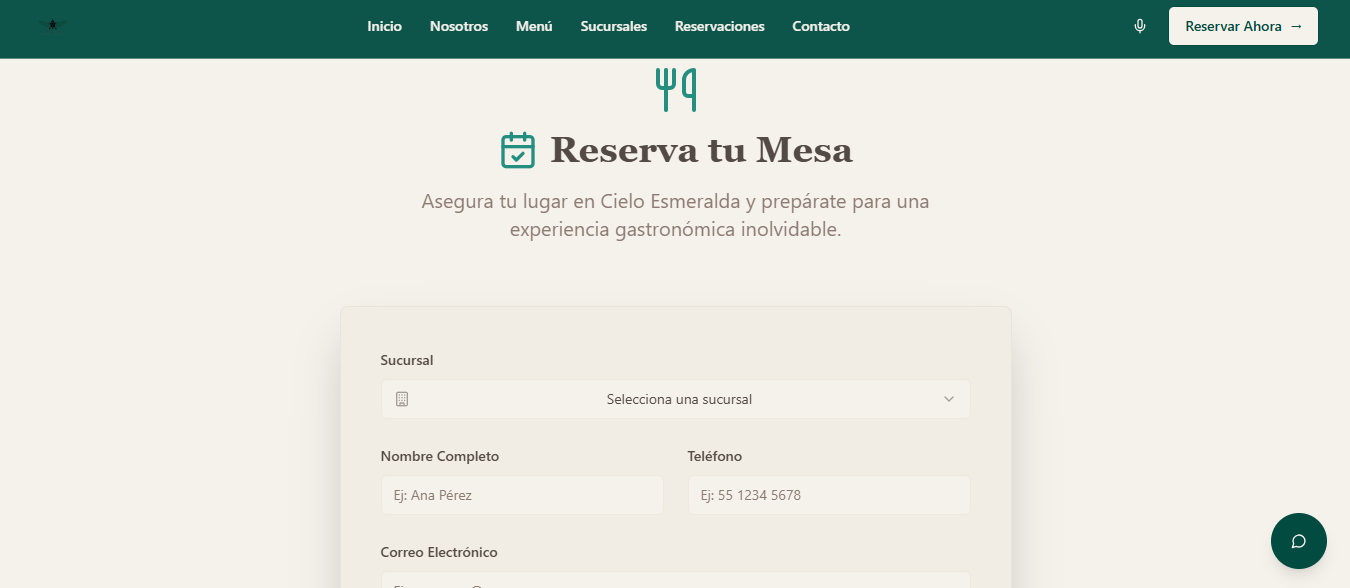 Inicio
Nosotros
Menú
Sucursales
Reservaciones
Contacto
Reservar Ahora →
Reserva tu Mesa
Asegura tu lugar en Cielo Esmeralda y prepárate para una
experiencia gastronómica inolvidable.
Sucursal
Selecciona una sucursal
Nombre Completo
Teléfono
Ej: Ana Pérez
Ej: 55 1234 5678
Correo Electrónico